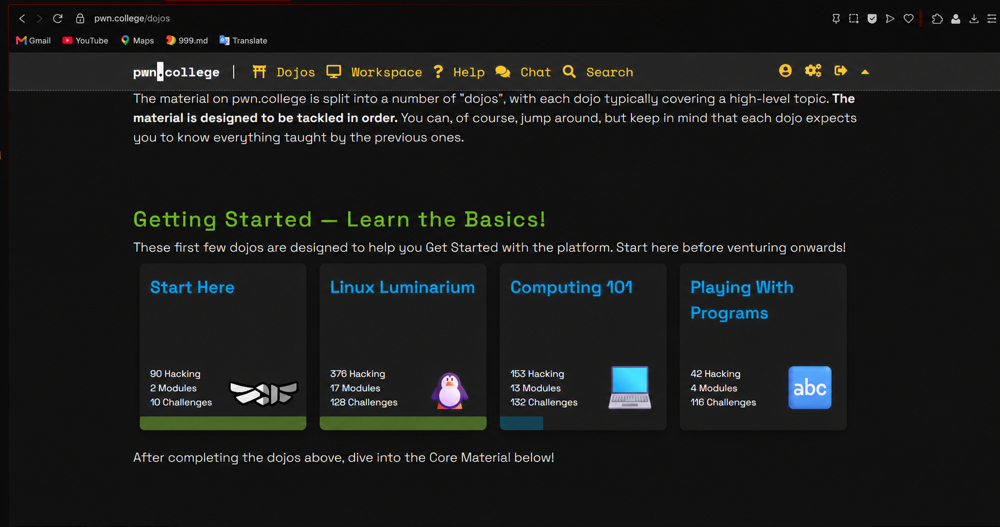 pwn.college/dojos
Gmail YouTube Maps 999.md Translate
pwn.college | Dojos Workspace ? Help Chat Search
The material on pwn.college is split into a number of "dojos", with each dojo typically covering a high-level topic. The
material is designed to be tackled in order. You can, of course, jump around, but keep in mind that each dojo expects
you to know everything taught by the previous ones.
Getting Started — Learn the Basics!
These first few dojos are designed to help you Get Started with the platform. Start here before venturing onwards!
Start Here
90 Hacking
2 Modules
10 Challenges
Linux Luminarium
376 Hacking
17 Modules
128 Challenges
Computing 101
153 Hacking
13 Modules
132 Challenges
Playing With
Programs
42 Hacking
4 Modules
116 Challenges
abc
After completing the dojos above, dive into the Core Material below!